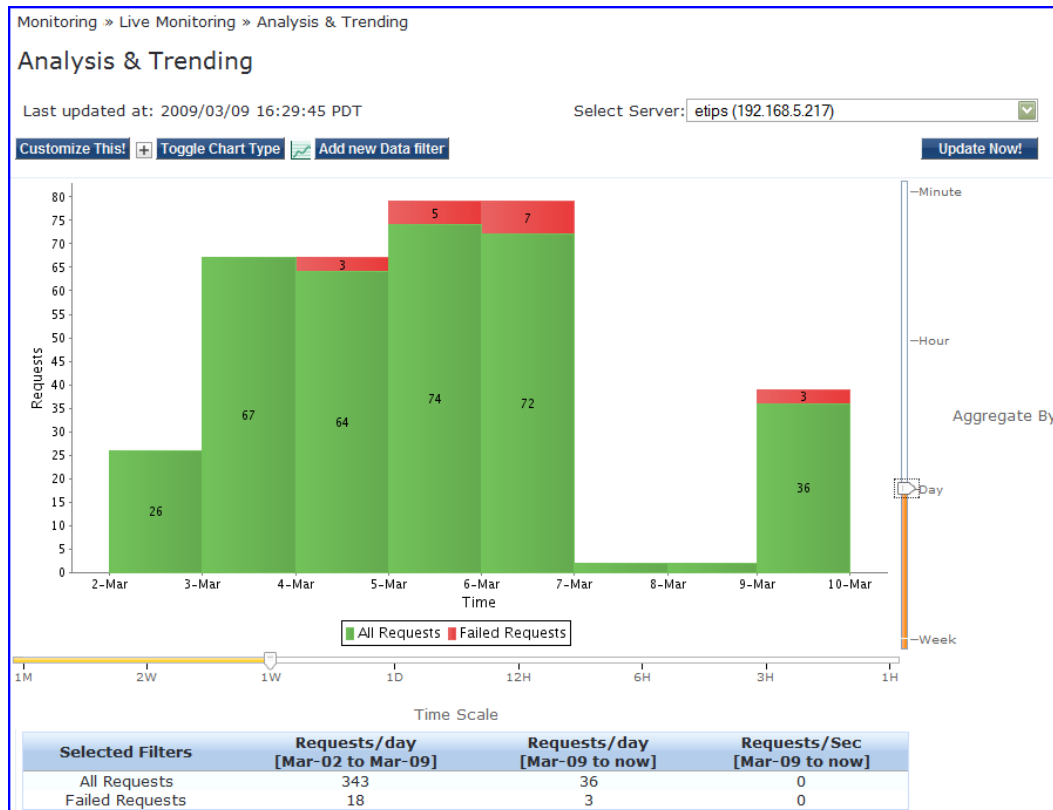 Monitoring » Live Monitoring » Analysis & Trending
Analysis & Trending
Last updated at: 2009/03/09 16:29:45 PDT
Select Server: etips (192.168.5.217)
Customize This! Toggle Chart Type Add new Data filter Update Now!
80
75
70
65
60
55
50
45
40
35
30
25
20
15
10
5
0
Requests
26
67
3
64
5
74
7
72
3
36
2-Mar 3-Mar 4-Mar 5-Mar 6-Mar 7-Mar 8-Mar 9-Mar 10-Mar
Time
All Requests Failed Requests
Minute
Hour
Aggregate By
Day
Week
1M 2W 1W 1D 12H 6H 3H 1H
Time Scale
Selected Filters Requests/day [Mar-02 to Mar-09] Requests/day [Mar-09 to now] Requests/Sec [Mar-09 to now]
All Requests 343 36 0
Failed Requests 18 3 0